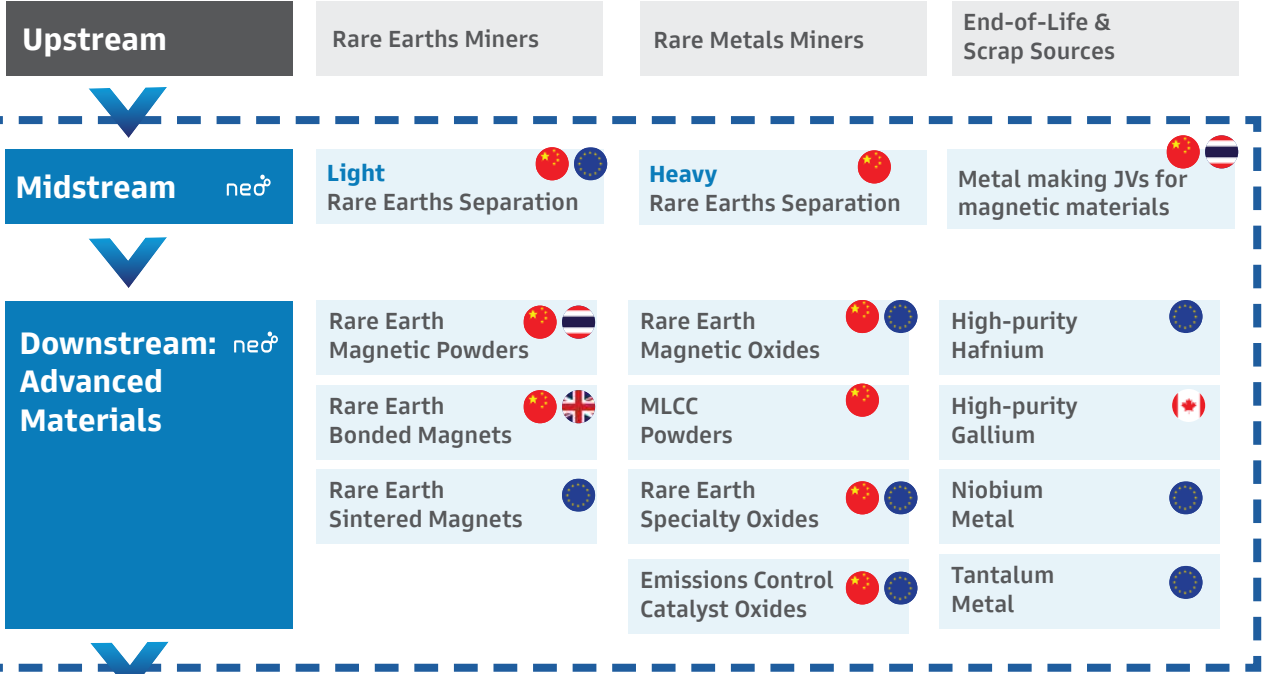 Upstream
Rare Earths Miners
Rare Metals Miners
End-of-Life &
Scrap Sources
Midstream
neo
Light
Rare Earths Separation
Heavy
Rare Earths Separation
Metal making JVs for
magnetic materials
Downstream:
neo
Advanced
Materials
Rare Earth
Magnetic Powders
Rare Earth
Magnetic Oxides
High-purity
Hafnium
Rare Earth
Bonded Magnets
MLCC
Powders
High-purity
Gallium
Rare Earth
Sintered Magnets
Rare Earth
Specialty Oxides
Niobium
Metal
Emissions Control
Catalyst Oxides
Tantalum
Metal